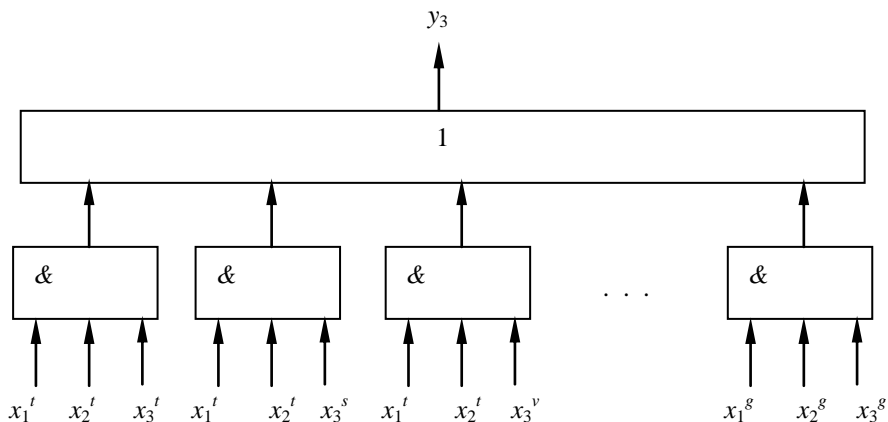 y₃
1
& & & . . . &
x₁ᵗ x₂ᵗ x₃ᵗ x₁ᵗ x₂ᵗ x₃ˢ x₁ᵗ x₂ᵗ x₃ᵛ x₁ᵍ x₂ᵍ x₃ᵍ